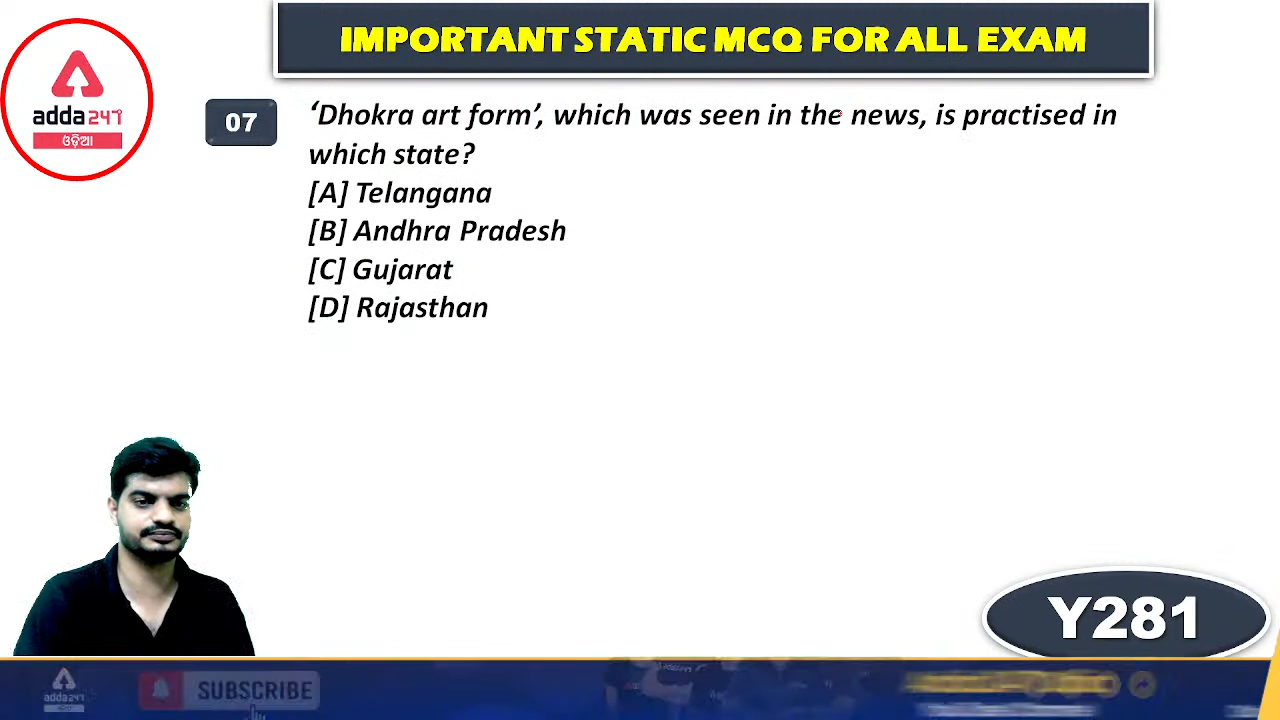 IMPORTANT STATIC MCQ FOR ALL EXAM
adda247
ଓଡ଼ିଆ
07
‘Dhokra art form’, which was seen in the news, is practised in
which state?
[A] Telangana
[B] Andhra Pradesh
[C] Gujarat
[D] Rajasthan
Y281
adda247
SUBSCRIBE